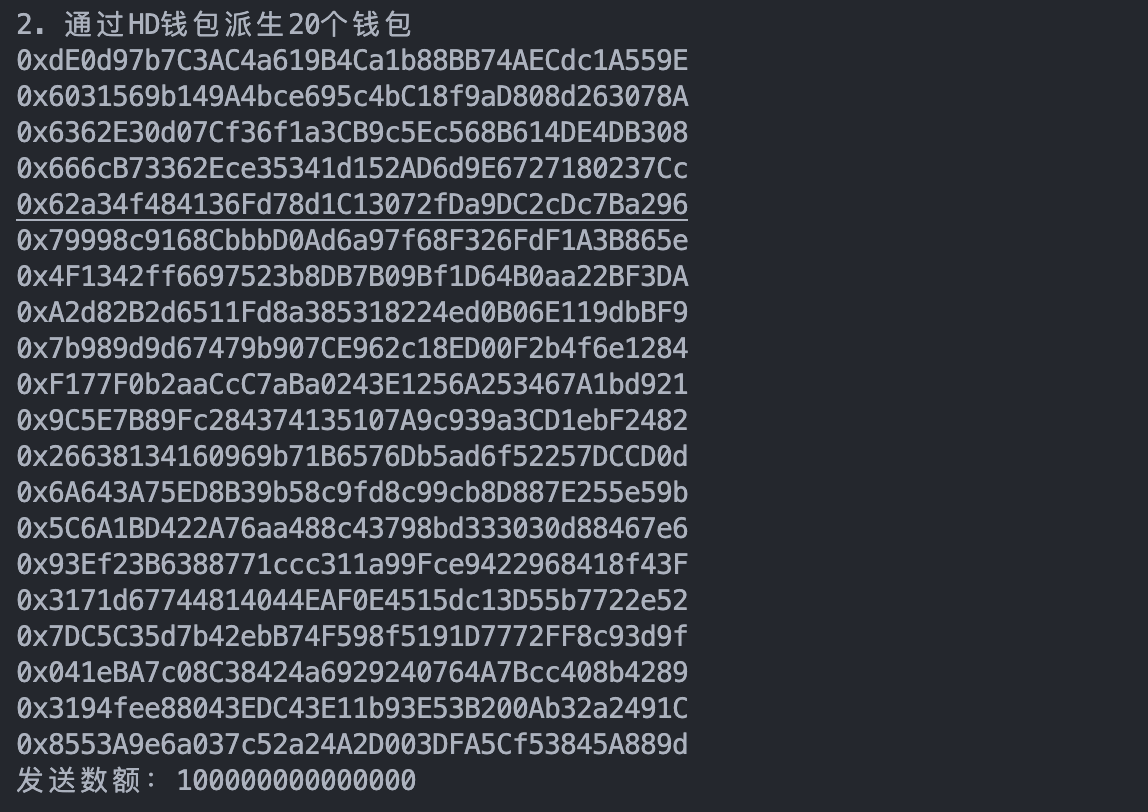 2. 通过HD钱包派生20个钱包
0xdE0d97b7C3AC4a619B4Ca1b88BB74AECdc1A559E
0x6031569b149A4bce695c4bC18f9aD808d263078A
0x6362E30d07Cf36f1a3CB9c5Ec568B614DE4DB308
0x666cB73362Ece35341d152AD6d9E6727180237Cc
0x62a34f484136Fd78d1C13072fDa9DC2cDc7Ba296
0x79998c9168CbbbD0Ad6a97f68F326FdF1A3B865e
0x4F1342ff6697523b8DB7B09Bf1D64B0aa22BF3DA
0xA2d82B2d6511Fd8a385318224ed0B06E119dbBF9
0x7b989d9d67479b907CE962c18ED00F2b4f6e1284
0xF177F0b2aaCcC7aBa0243E1256A253467A1bd921
0x9C5E7B89Fc284374135107A9c939a3CD1ebF2482
0x26638134160969b71B6576Db5ad6f52257DCCD0d
0x6A643A75ED8B39b58c9fd8c99cb8D887E255e59b
0x5C6A1BD422A76aa488c43798bd333030d88467e6
0x93Ef23B6388771ccc311a99Fce9422968418f43F
0x3171d67744814044EAF0E4515dc13D55b7722e52
0x7DC5C35d7b42ebB74F598f5191D7772FF8c93d9f
0x041eBA7c08C38424a6929240764A7Bcc408b4289
0x3194fee88043EDC43E11b93E53B200Ab32a2491C
0x8553A9e6a037c52a24A2D003DFA5Cf53845A889d
发送数额：100000000000000